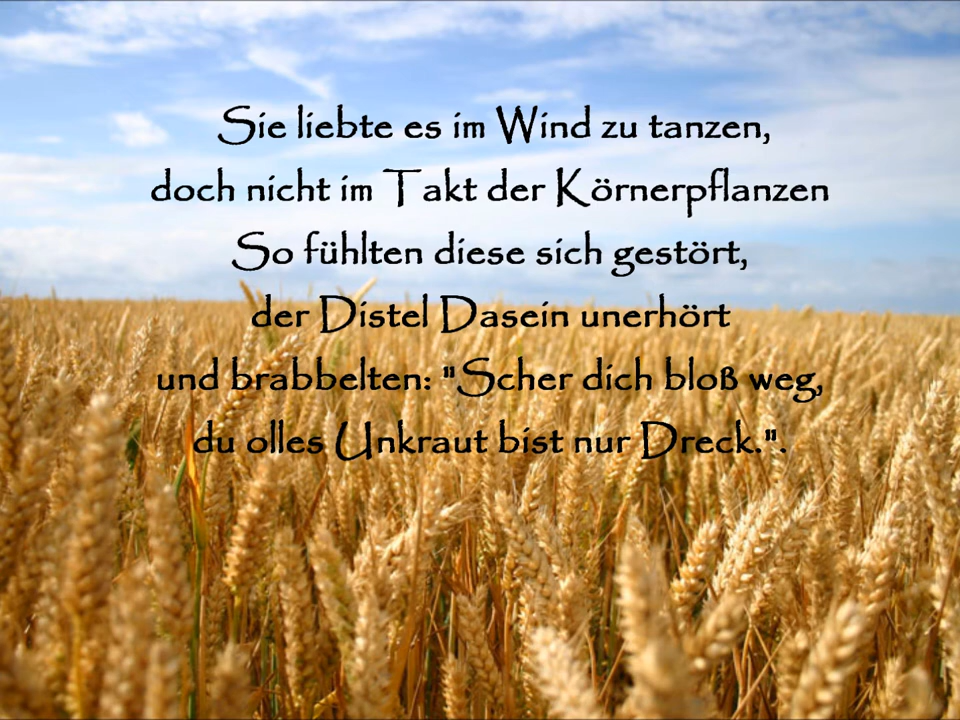 Sie liebte es im Wind zu tanzen,
doch nicht im Takt der Körnerpflanzen
So fühlten diese sich gestört,
der Distel Dasein unerhört
und brabbelten: "Scher dich bloß weg,
du olles Unkraut bist nur Dreck.".